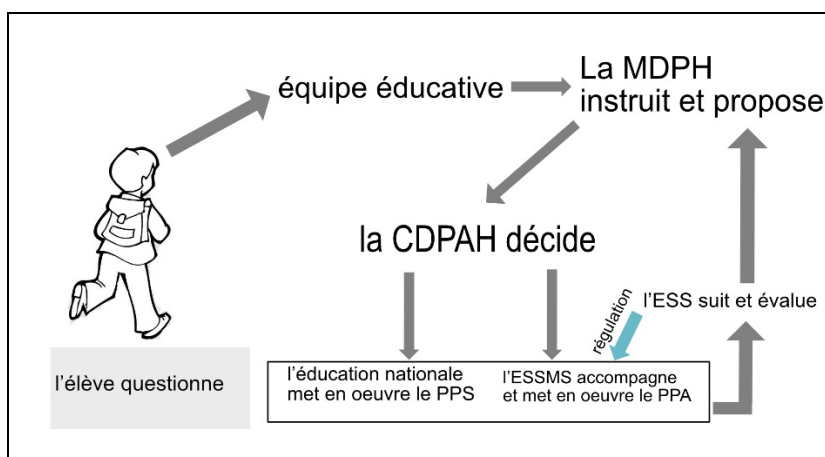 équipe éducative
La MDPH
instruit et propose
la CDPAH décide
régulation
l'ESS suit et évalue
l'élève questionne
l'éducation nationale
met en oeuvre le PPS
l'ESSMS accompagne
et met en oeuvre le PPA